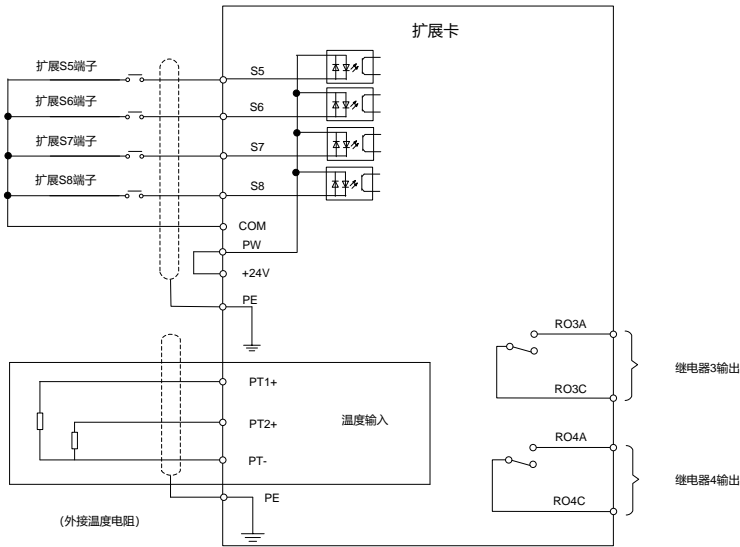 扩展卡
扩展S5端子
S5
扩展S6端子
S6
扩展S7端子
S7
扩展S8端子
S8
COM
PW
+24V
PE
RO3A
继电器3输出
RO3C
PT1+
PT2+
温度输入
PT-
RO4A
继电器4输出
RO4C
PE
(外接温度电阻)